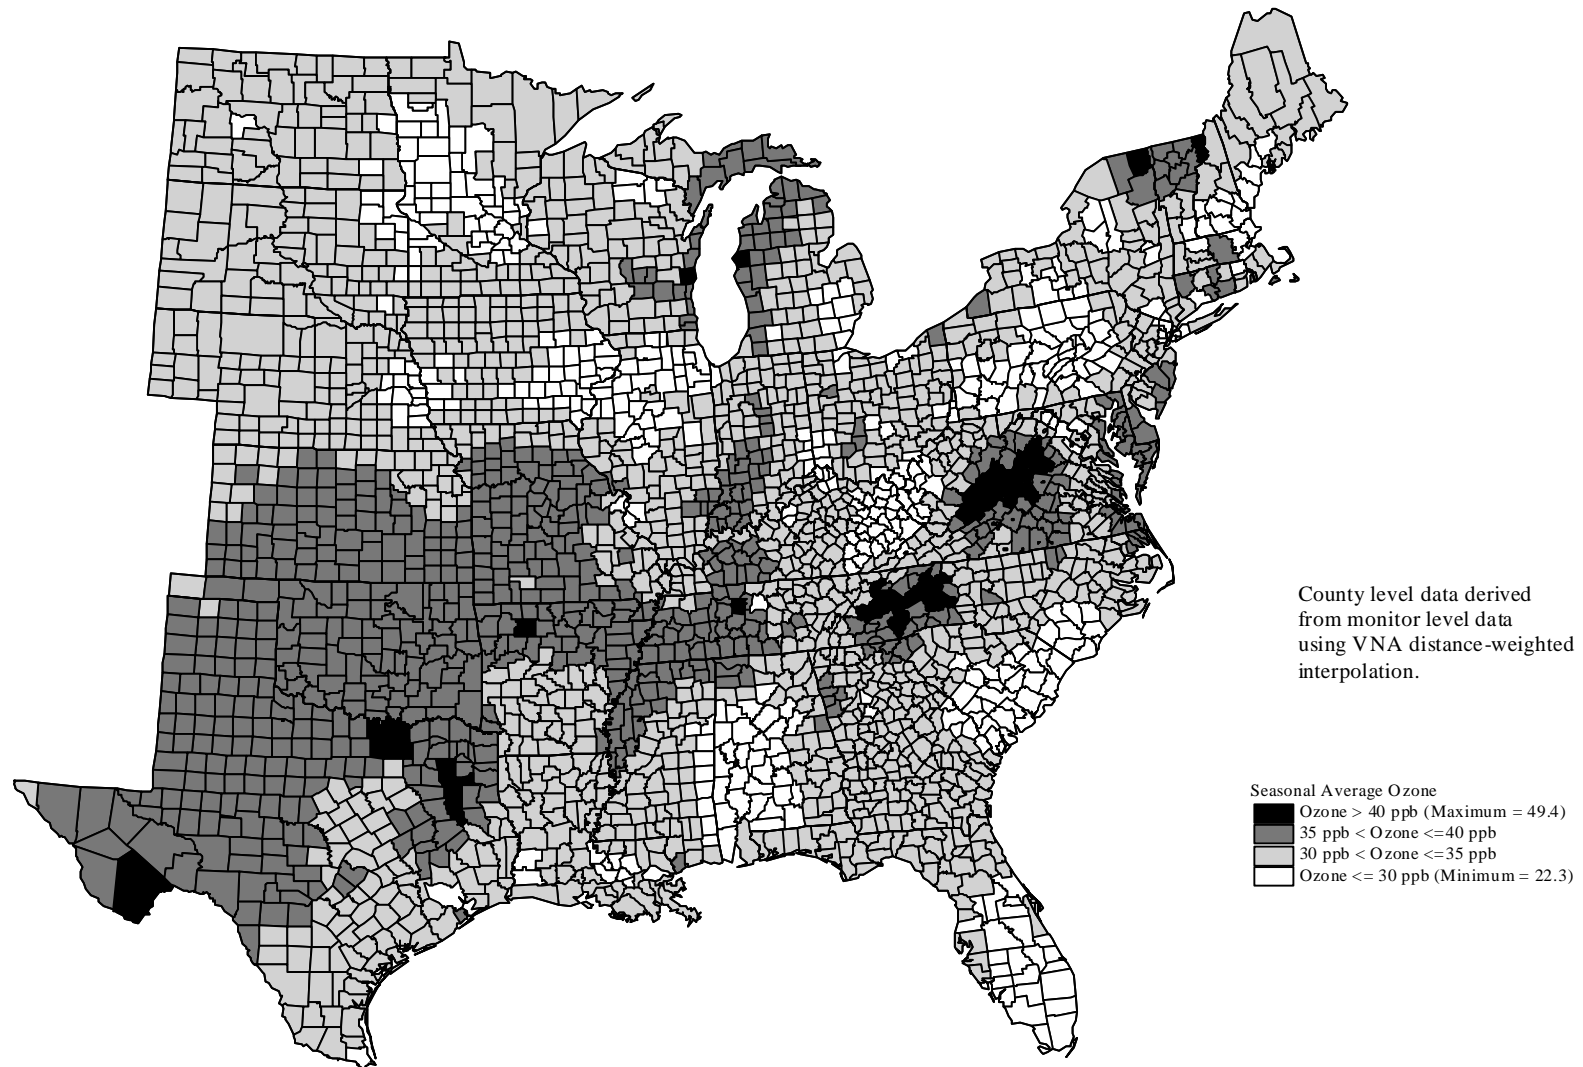 County level data derived
from monitor level data
using VNA distance-weighted
interpolation.
Seasonal Average Ozone
Ozone > 40 ppb (Maximum = 49.4)
35 ppb < Ozone <=40 ppb
30 ppb < Ozone <=35 ppb
Ozone <= 30 ppb (Minimum = 22.3)